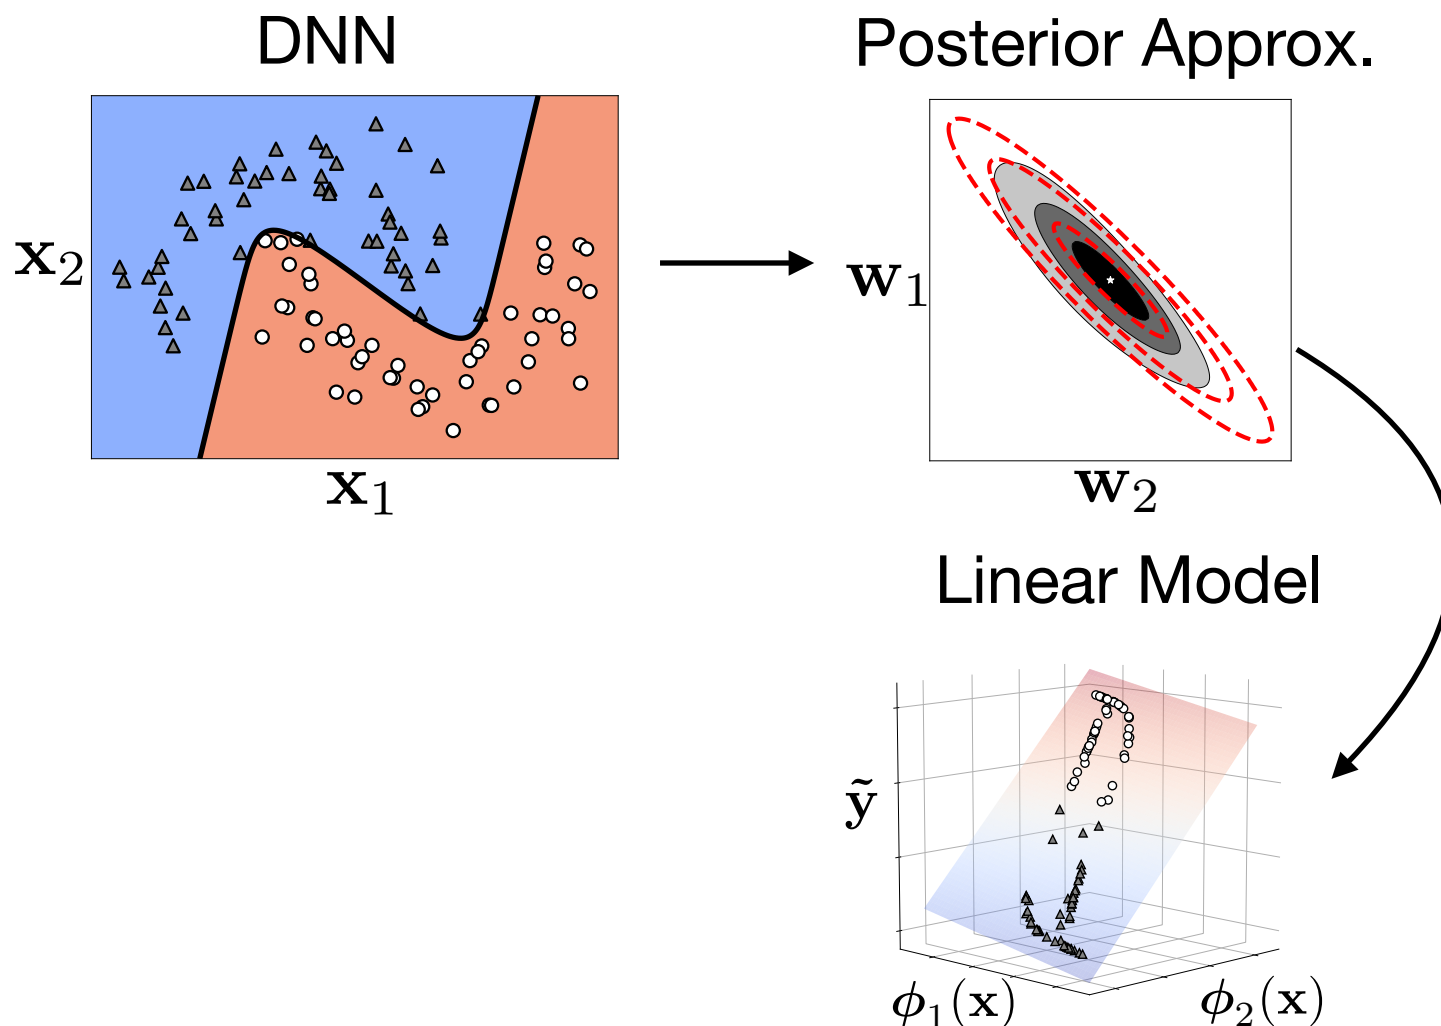 DNN
Posterior Approx.
x₂
w₁
x₁
w₂
Linear Model
ỹ
ϕ₁(x)
ϕ₂(x)